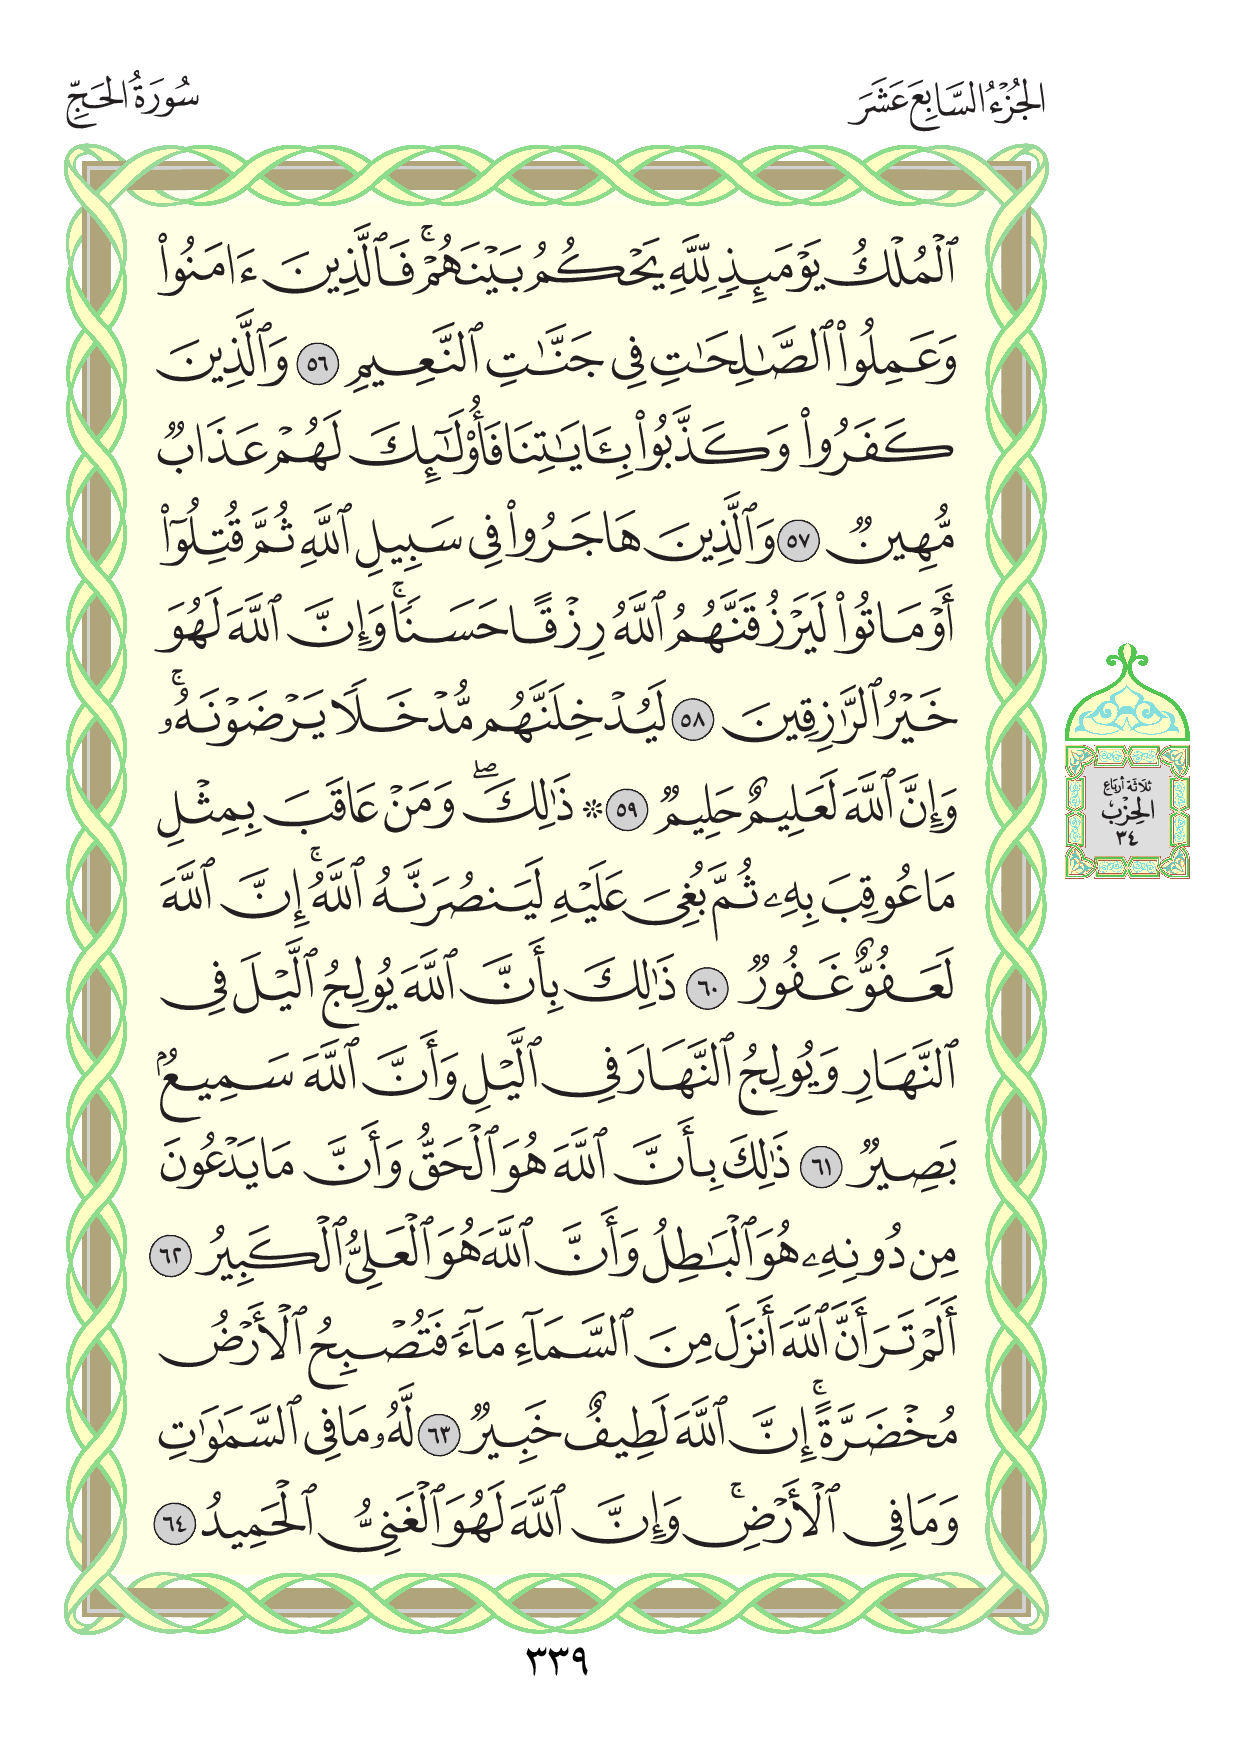 الجُزْءُ السَّابِعَ عَشَرَ
سُورَةُ الحَجِّ
ٱلْمُلْكُ يَوْمَئِذٍ لِّلَّهِ يَحْكُمُ بَيْنَهُمْ ۚ فَٱلَّذِينَ ءَامَنُوا۟
وَعَمِلُوا۟ ٱلصَّـٰلِحَـٰتِ فِى جَنَّـٰتِ ٱلنَّعِيمِ ٥٦ وَٱلَّذِينَ
كَفَرُوا۟ وَكَذَّبُوا۟ بِـَٔايَـٰتِنَا فَأُو۟لَـٰٓئِكَ لَهُمْ عَذَابٌ
مُّهِينٌ ٥٧ وَٱلَّذِينَ هَاجَرُوا۟ فِى سَبِيلِ ٱللَّهِ ثُمَّ قُتِلُوٓا۟
أَوْ مَاتُوا۟ لَيَرْزُقَنَّهُمُ ٱللَّهُ رِزْقًا حَسَنًا ۚ وَإِنَّ ٱللَّهَ لَهُوَ
خَيْرُ ٱلرَّٰزِقِينَ ٥٨ لَيُدْخِلَنَّهُم مُّدْخَلًا يَرْضَوْنَهُۥ ۚ
وَإِنَّ ٱللَّهَ لَعَلِيمٌ حَلِيمٌ ٥٩ * ذَٰلِكَ ۖ وَمَنْ عَاقَبَ بِمِثْلِ
مَا عُوقِبَ بِهِۦ ثُمَّ بُغِىَ عَلَيْهِ لَيَنصُرَنَّهُ ٱللَّهُ ۚ إِنَّ ٱللَّهَ
لَعَفُوٌّ غَفُورٌ ٦٠ ذَٰلِكَ بِأَنَّ ٱللَّهَ يُولِجُ ٱلَّيْلَ فِى
ٱلنَّهَارِ وَيُولِجُ ٱلنَّهَارَ فِى ٱلَّيْلِ وَأَنَّ ٱللَّهَ سَمِيعٌۢ
بَصِيرٌ ٦١ ذَٰلِكَ بِأَنَّ ٱللَّهَ هُوَ ٱلْحَقُّ وَأَنَّ مَا يَدْعُونَ
مِن دُونِهِۦ هُوَ ٱلْبَـٰطِلُ وَأَنَّ ٱللَّهَ هُوَ ٱلْعَلِىُّ ٱلْكَبِيرُ ٦٢
أَلَمْ تَرَ أَنَّ ٱللَّهَ أَنزَلَ مِنَ ٱلسَّمَآءِ مَآءً فَتُصْبِحُ ٱلْأَرْضُ
مُخْضَرَّةً ۗ إِنَّ ٱللَّهَ لَطِيفٌ خَبِيرٌ ٦٣ لَّهُۥ مَا فِى ٱلسَّمَـٰوَٰتِ
وَمَا فِى ٱلْأَرْضِ ۚ وَإِنَّ ٱللَّهَ لَهُوَ ٱلْغَنِىُّ ٱلْحَمِيدُ ٦٤
ثلاثة أرباع
الحِزْب
٣٤
٣٣٩